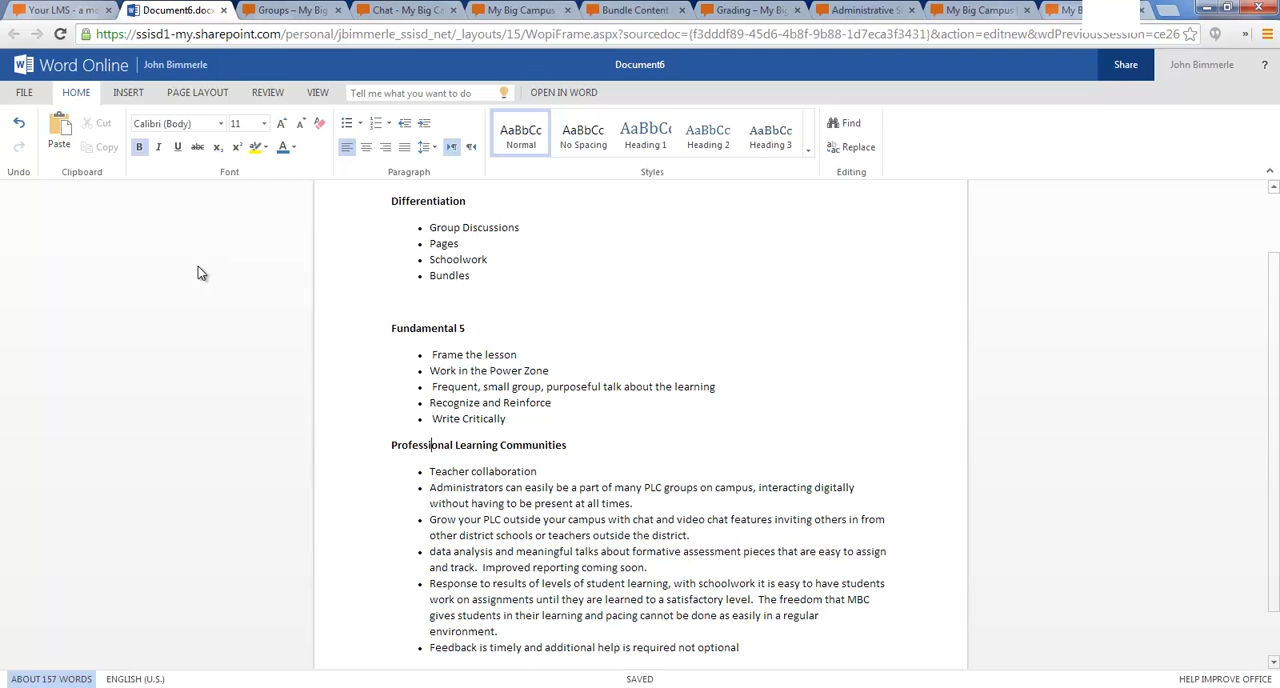 Your LMS - a mo
Document6.docx
Groups – My Big
Chat - My Big Ca
My Big Campus
Bundle Content
Grading – My Big
Administrative S
My Big Campus
My B
https://ssisd1-my.sharepoint.com/personal/jbimmerle_ssisd_net/_layouts/15/WopiFrame.aspx?sourcedoc={f3dddf89-45d6-4b8f-9b88-1d7eca3f3431}&action=editnew&wdPreviousSession=ce26
Word Online John Bimmerle
Document6
Share
John Bimmerle ?
FILE HOME INSERT PAGE LAYOUT REVIEW VIEW Tell me what you want to do OPEN IN WORD
Calibri (Body) 11
Paste
Cut
Copy
B I U abc x₂ x² A
AaBbCc AaBbCc AaBbCc AaBbCc AaBbCc
Normal No Spacing Heading 1 Heading 2 Heading 3
Find
Replace
Undo Clipboard Font Paragraph Styles Editing
Differentiation
• Group Discussions
• Pages
• Schoolwork
• Bundles
Fundamental 5
• Frame the lesson
• Work in the Power Zone
• Frequent, small group, purposeful talk about the learning
• Recognize and Reinforce
• Write Critically
Professional Learning Communities
• Teacher collaboration
• Administrators can easily be a part of many PLC groups on campus, interacting digitally
without having to be present at all times.
• Grow your PLC outside your campus with chat and video chat features inviting others in from
other district schools or teachers outside the district.
• data analysis and meaningful talks about formative assessment pieces that are easy to assign
and track. Improved reporting coming soon.
• Response to results of levels of student learning, with schoolwork it is easy to have students
work on assignments until they are learned to a satisfactory level. The freedom that MBC
gives students in their learning and pacing cannot be done as easily in a regular
environment.
• Feedback is timely and additional help is required not optional
ABOUT 157 WORDS ENGLISH (U.S.) SAVED HELP IMPROVE OFFICE